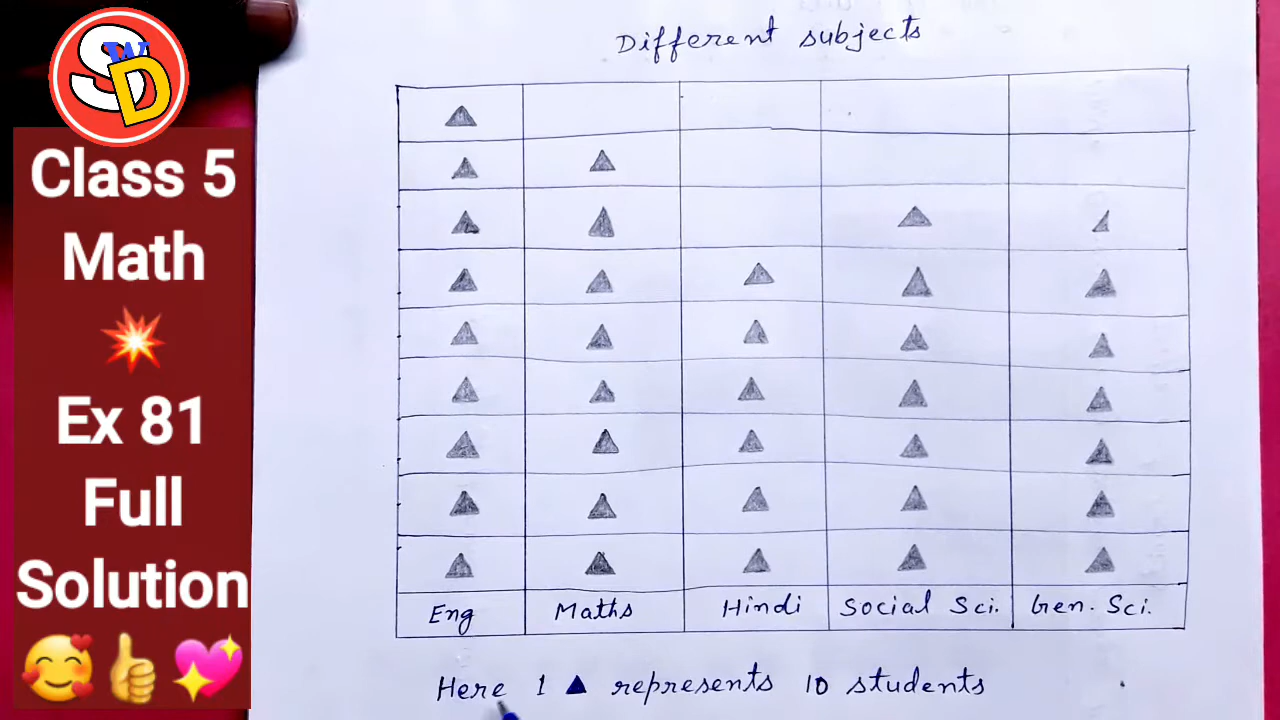 SWD
Class 5
Math
Ex 81
Full
Solution
Different subjects
Eng Maths Hindi Social Sci. Gen. Sci.
Here 1 ▲ represents 10 students